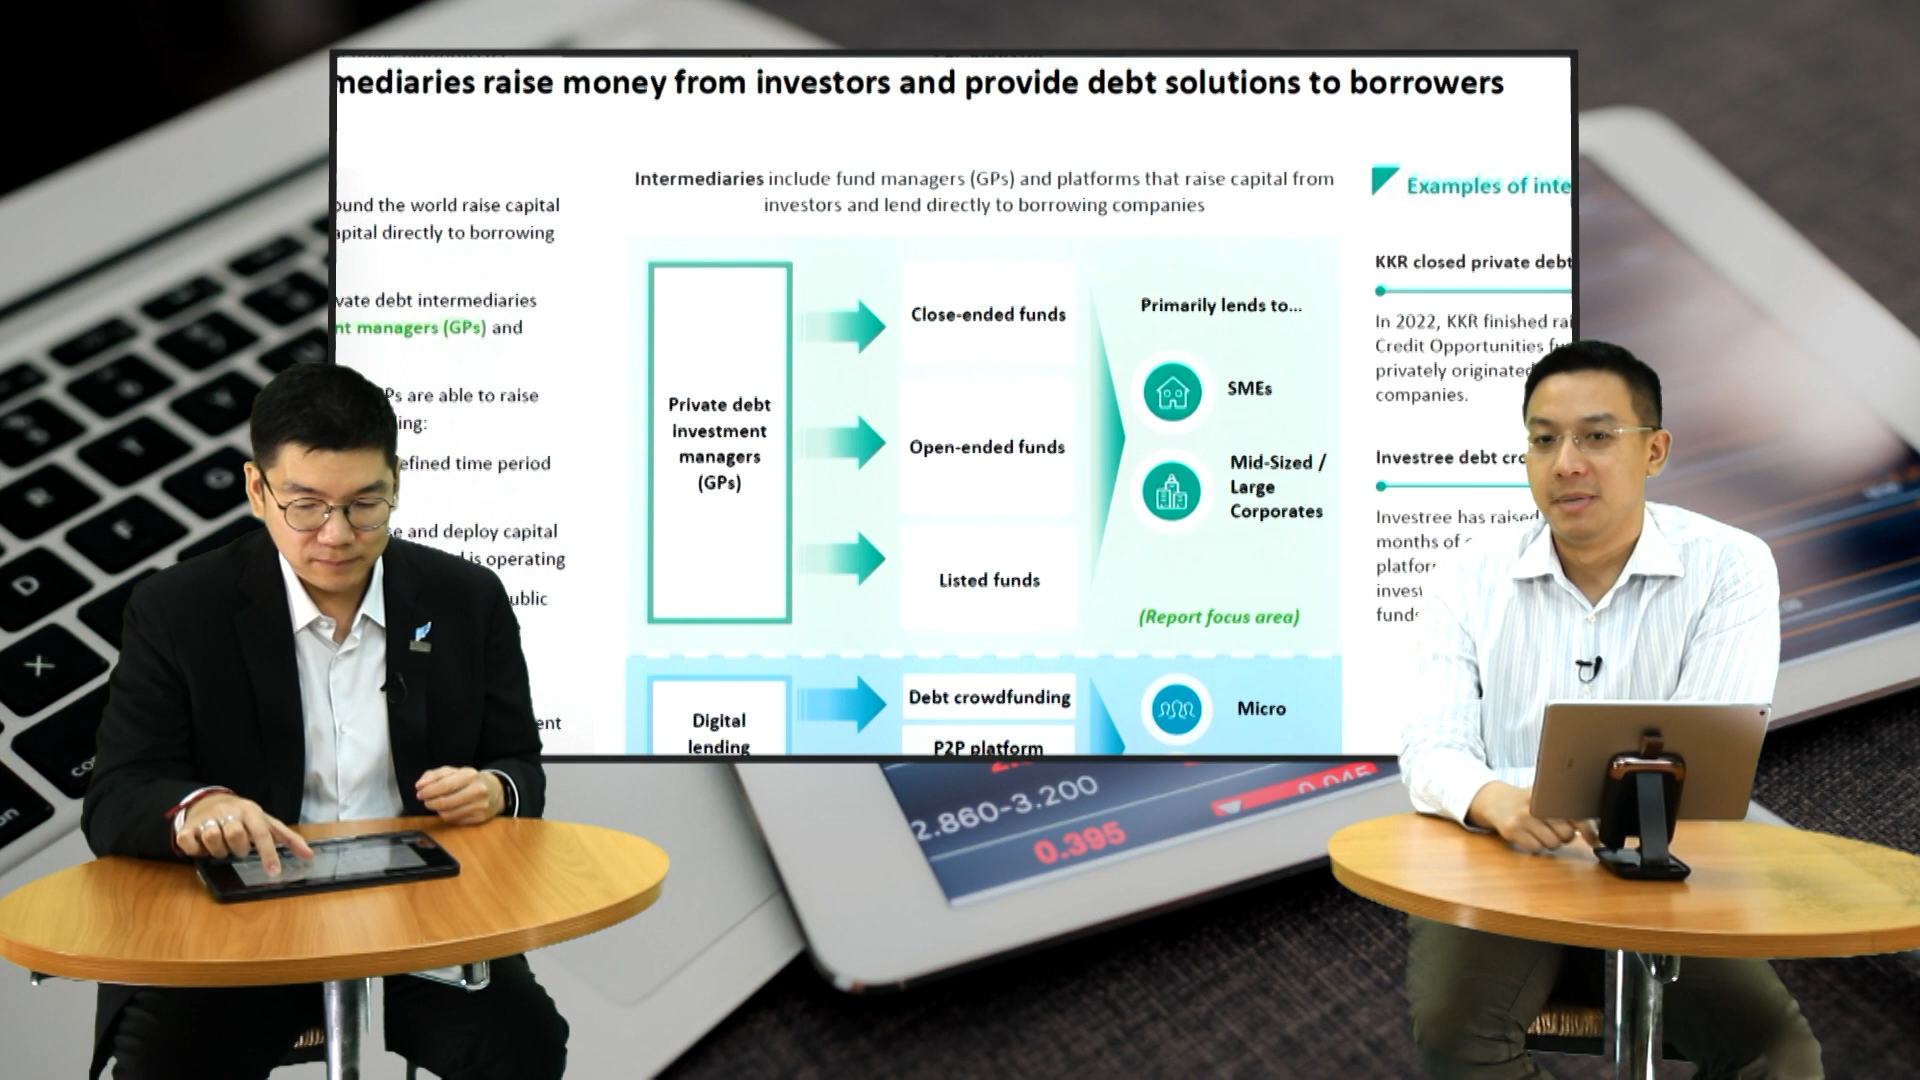 mediaries raise money from investors and provide debt solutions to borrowers
ound the world raise capital
apital directly to borrowing
vate debt intermediaries
nt managers (GPs) and
Ps are able to raise
ing:
efined time period
se and deploy capital
d is operating
ublic
ent
Intermediaries include fund managers (GPs) and platforms that raise capital from
investors and lend directly to borrowing companies
Private debt
investment
managers
(GPs)
Close-ended funds
Open-ended funds
Listed funds
Primarily lends to...
SMEs
Mid-Sized /
Large
Corporates
(Report focus area)
Digital
lending
Debt crowdfunding
P2P platform
Micro
Examples of inte
KKR closed private debt
In 2022, KKR finished rai
Credit Opportunities fu
privately originated
companies.
Investree debt cro
Investree has raised
months of
platfor
invest
funds
2.860-3.200
0.395
0.045
R
F
D
X